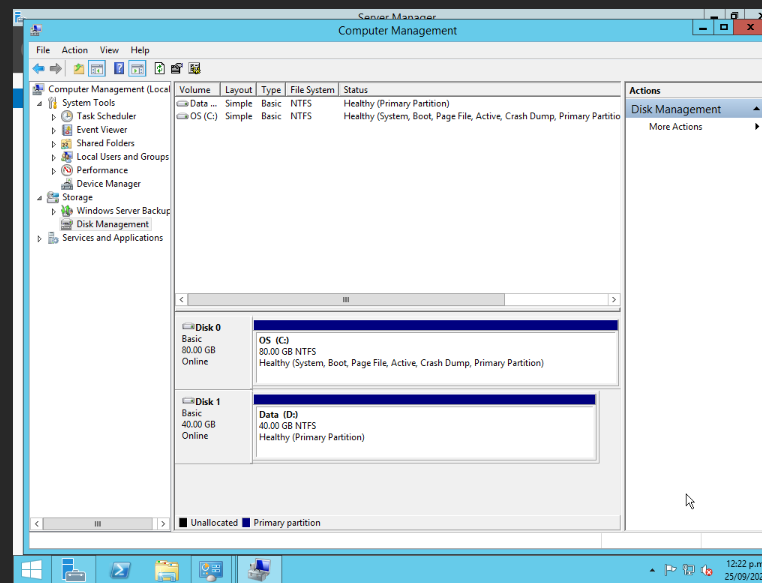 Server Manager
Computer Management
File Action View Help
Computer Management (Local
System Tools
Task Scheduler
Event Viewer
Shared Folders
Local Users and Groups
Performance
Device Manager
Storage
Windows Server Backup
Disk Management
Services and Applications
Volume Layout Type File System Status
Data ... Simple Basic NTFS Healthy (Primary Partition)
OS (C:) Simple Basic NTFS Healthy (System, Boot, Page File, Active, Crash Dump, Primary Partitio
Disk 0
Basic
80.00 GB
Online
OS (C:)
80.00 GB NTFS
Healthy (System, Boot, Page File, Active, Crash Dump, Primary Partition)
Disk 1
Basic
40.00 GB
Online
Data (D:)
40.00 GB NTFS
Healthy (Primary Partition)
Unallocated Primary partition
Actions
Disk Management
More Actions
12:22 p.m
25/09/202